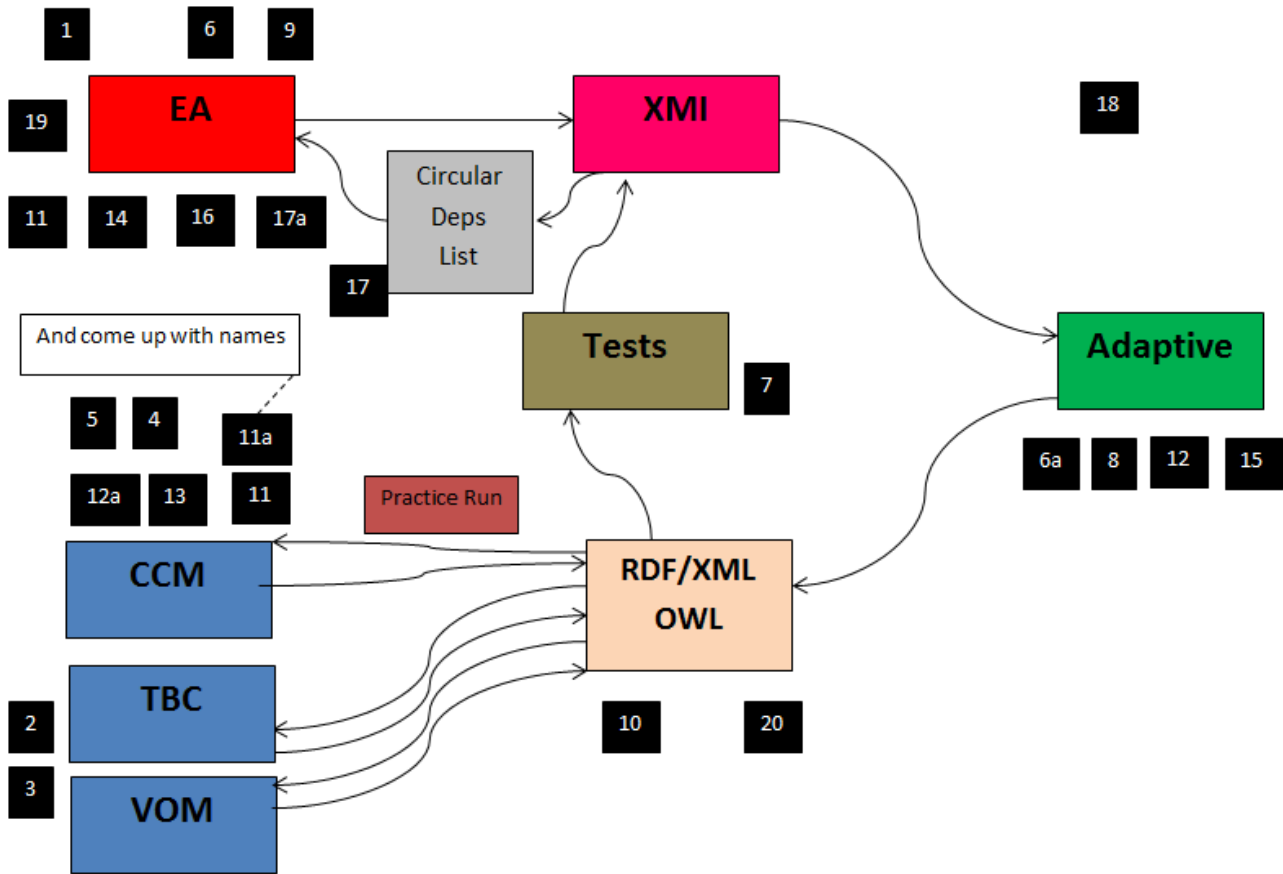 1
6
9
EA
XMI
18
19
Circular
Deps
List
11
14
16
17a
17
And come up with names
Tests
Adaptive
7
5
4
11a
6a
8
12
15
12a
13
11
Practice Run
CCM
RDF/XML
OWL
TBC
2
10
20
3
VOM